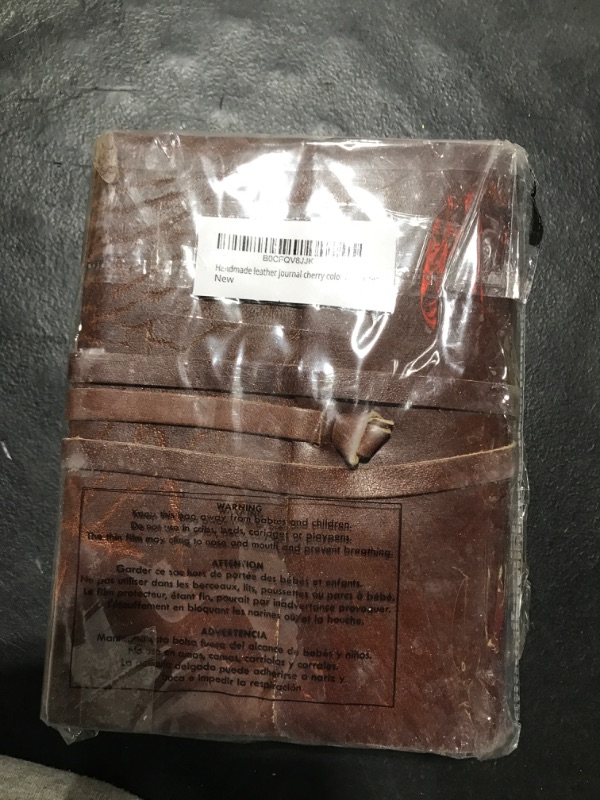 B0CFQV8JJK
Handmade leather journal cherry colo
New
WARNING
Keep this bag away from babies and children.
Do not use in cribs, beds, carriages or playpens.
The thin film may cling to nose and mouth and prevent breathing.
ATTENTION
Garder ce sac hors de portée des bébés et enfants.
Ne pas utiliser dans les berceaux, lits, poussettes ou parcs à bébé.
Le film protecteur, étant fin, pourait par inadvertance provoquer
l'étouffement en bloquant les narines ou/et la bouche.
ADVERTENCIA
Mantenga esta bolsa fuera del alcance de bebés y niños.
No use en cunas, camas, carriolas y corrales.
La película delgada puede adherirse a nariz y
boca e impedir la respiración.